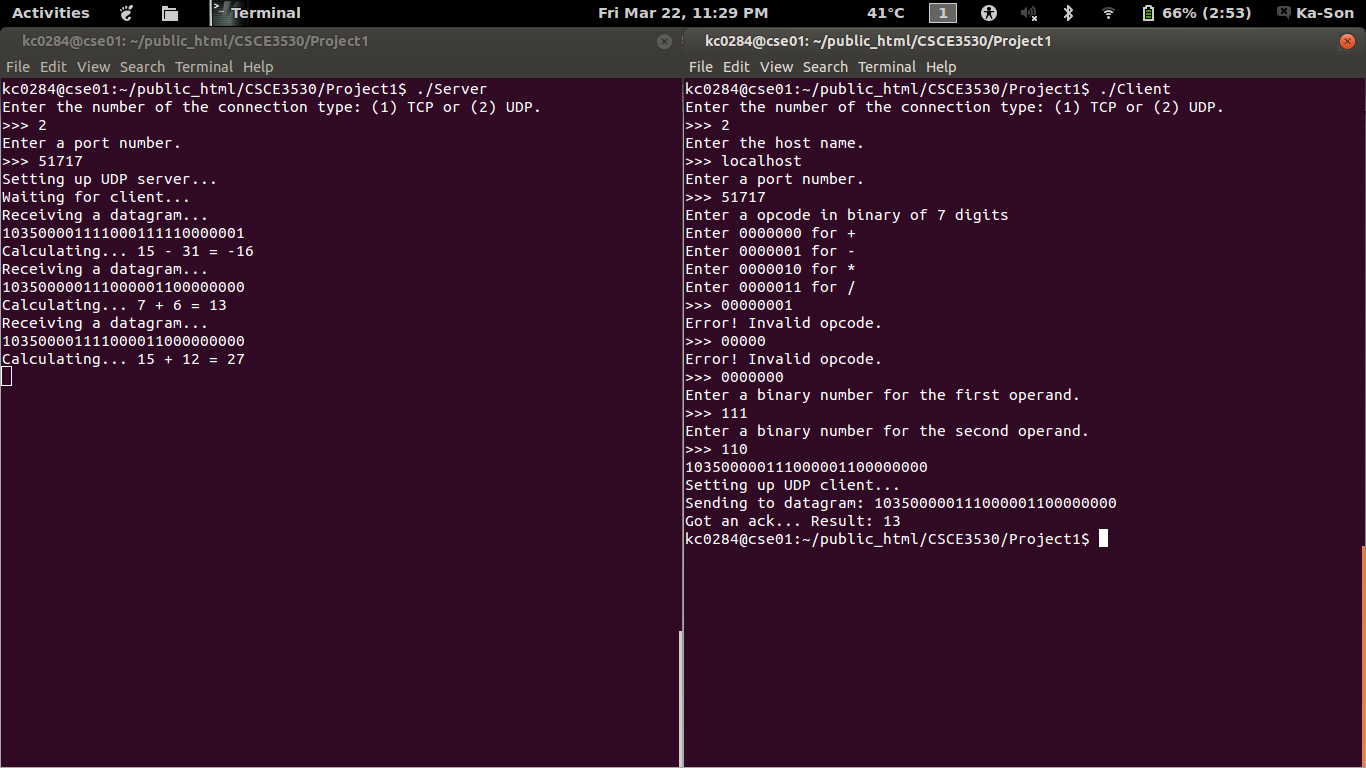 Activities Terminal Fri Mar 22, 11:29 PM 41°C 1 66% (2:53) Ka-Son
kc0284@cse01: ~/public_html/CSCE3530/Project1
File Edit View Search Terminal Help
kc0284@cse01:~/public_html/CSCE3530/Project1$ ./Server
Enter the number of the connection type: (1) TCP or (2) UDP.
>>> 2
Enter a port number.
>>> 51717
Setting up UDP server...
Waiting for client...
Receiving a datagram...
103500001111000111110000001
Calculating... 15 - 31 = -16
Receiving a datagram...
103500000111000001100000000
Calculating... 7 + 6 = 13
Receiving a datagram...
103500001111000011000000000
Calculating... 15 + 12 = 27
kc0284@cse01: ~/public_html/CSCE3530/Project1
File Edit View Search Terminal Help
kc0284@cse01:~/public_html/CSCE3530/Project1$ ./Client
Enter the number of the connection type: (1) TCP or (2) UDP.
>>> 2
Enter the host name.
>>> localhost
Enter a port number.
>>> 51717
Enter a opcode in binary of 7 digits
Enter 0000000 for +
Enter 0000001 for -
Enter 0000010 for *
Enter 0000011 for /
>>> 00000001
Error! Invalid opcode.
>>> 00000
Error! Invalid opcode.
>>> 0000000
Enter a binary number for the first operand.
>>> 111
Enter a binary number for the second operand.
>>> 110
103500000111000001100000000
Setting up UDP client...
Sending to datagram: 103500000111000001100000000
Got an ack... Result: 13
kc0284@cse01:~/public_html/CSCE3530/Project1$